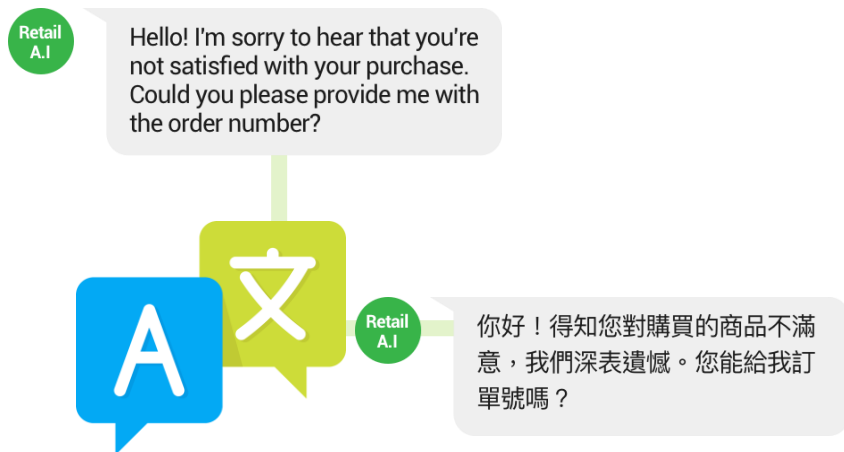 Retail
A.I
Hello! I'm sorry to hear that you're
not satisfied with your purchase.
Could you please provide me with
the order number?
文
A
Retail
A.I
你好！得知您對購買的商品不滿
意，我們深表遺憾。您能給我訂
單號嗎？